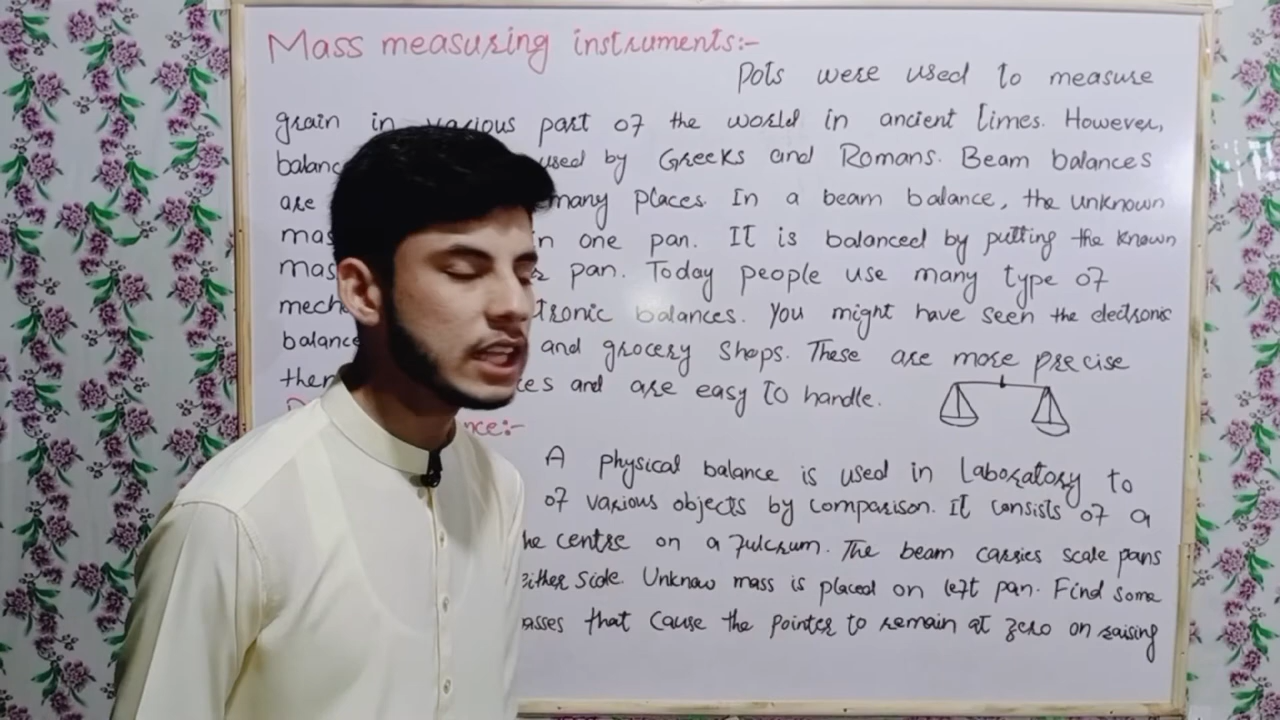 Mass measuring instruments:-
Pots were used to measure
grain in various part of the world in ancient times. However,
balanc used by Greeks and Romans. Beam balances
are many places. In a beam balance, the unknown
mas in one pan. It is balanced by putting the known
mas pan. Today people use many type of
mech tronic balances. You might have seen the electronic
balance and grocery shops. These are more precise
then ces and are easy to handle.
nce:-
A physical balance is used in Laboratory to
of various objects by comparison. It consists of a
he centre on a fulcrum. The beam carries scale pans
either side. Unknow mass is placed on left pan. Find some
asses that cause the pointer to remain at zero on raising